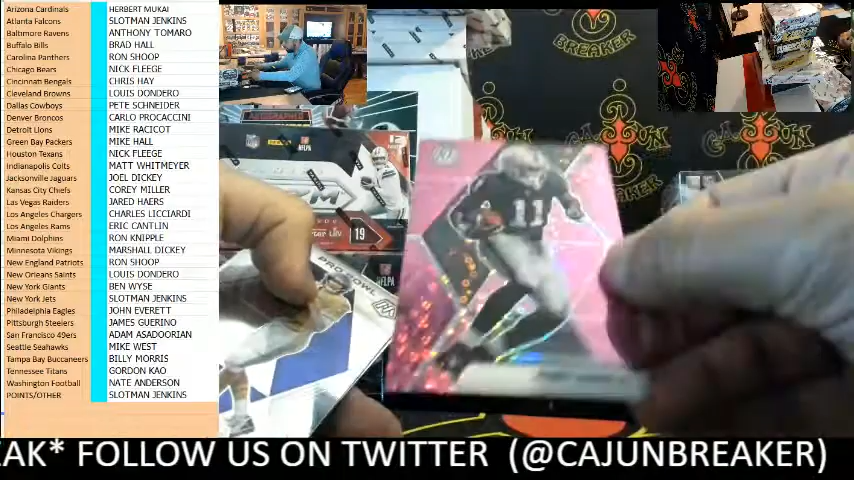 Arizona Cardinals HERBERT MUKAI
Atlanta Falcons SLOTMAN JENKINS
Baltmore Ravens ANTHONY TOMARO
Buffalo Bills BRAD HALL
Carolina Panthers RON SHOOP
Chicago Bears NICK FLEEGE
Cincinnati Bengals CHRIS HAY
Cleveland Browns LOUIS DONDERO
Dallas Cowboys PETE SCHNEIDER
Denver Broncos CARLO PROCACCINI
Detroit Lions MIKE RACICOT
Green Bay Packers MIKE HALL
Houston Texans NICK FLEEGE
Indianapolis Colts MATT WHITMEYER
Jacksonville Jaguars JOEL DICKEY
Kansas City Chiefs COREY MILLER
Las Vegas Raiders JARED HAERS
Los Angeles Chargers CHARLES LICCIARDI
Los Angeles Rams ERIC CANTLIN
Miami Dolphins RON KNIPPLE
Minnesota Vikings MARSHALL DICKEY
New England Patriots RON SHOOP
New Orleans Saints LOUIS DONDERO
New York Giants BEN WYSE
New York Jets SLOTMAN JENKINS
Philadelphia Eagles JOHN EVERETT
Pittsburgh Steelers JAMES GUERINO
San Francisco 49ers ADAM ASADOORIAN
Seattle Seahawks MIKE WEST
Tampa Bay Buccaneers BILLY MORRIS
Tennessee Titans GORDON KAO
Washington Football NATE ANDERSON
POINTS/OTHER SLOTMAN JENKINS
AUTOGRAPHS
19
NFLPA
PRO BOWL
11
CAJUN
BREAKER
EAK* FOLLOW US ON TWITTER (@CAJUNBREAKER)